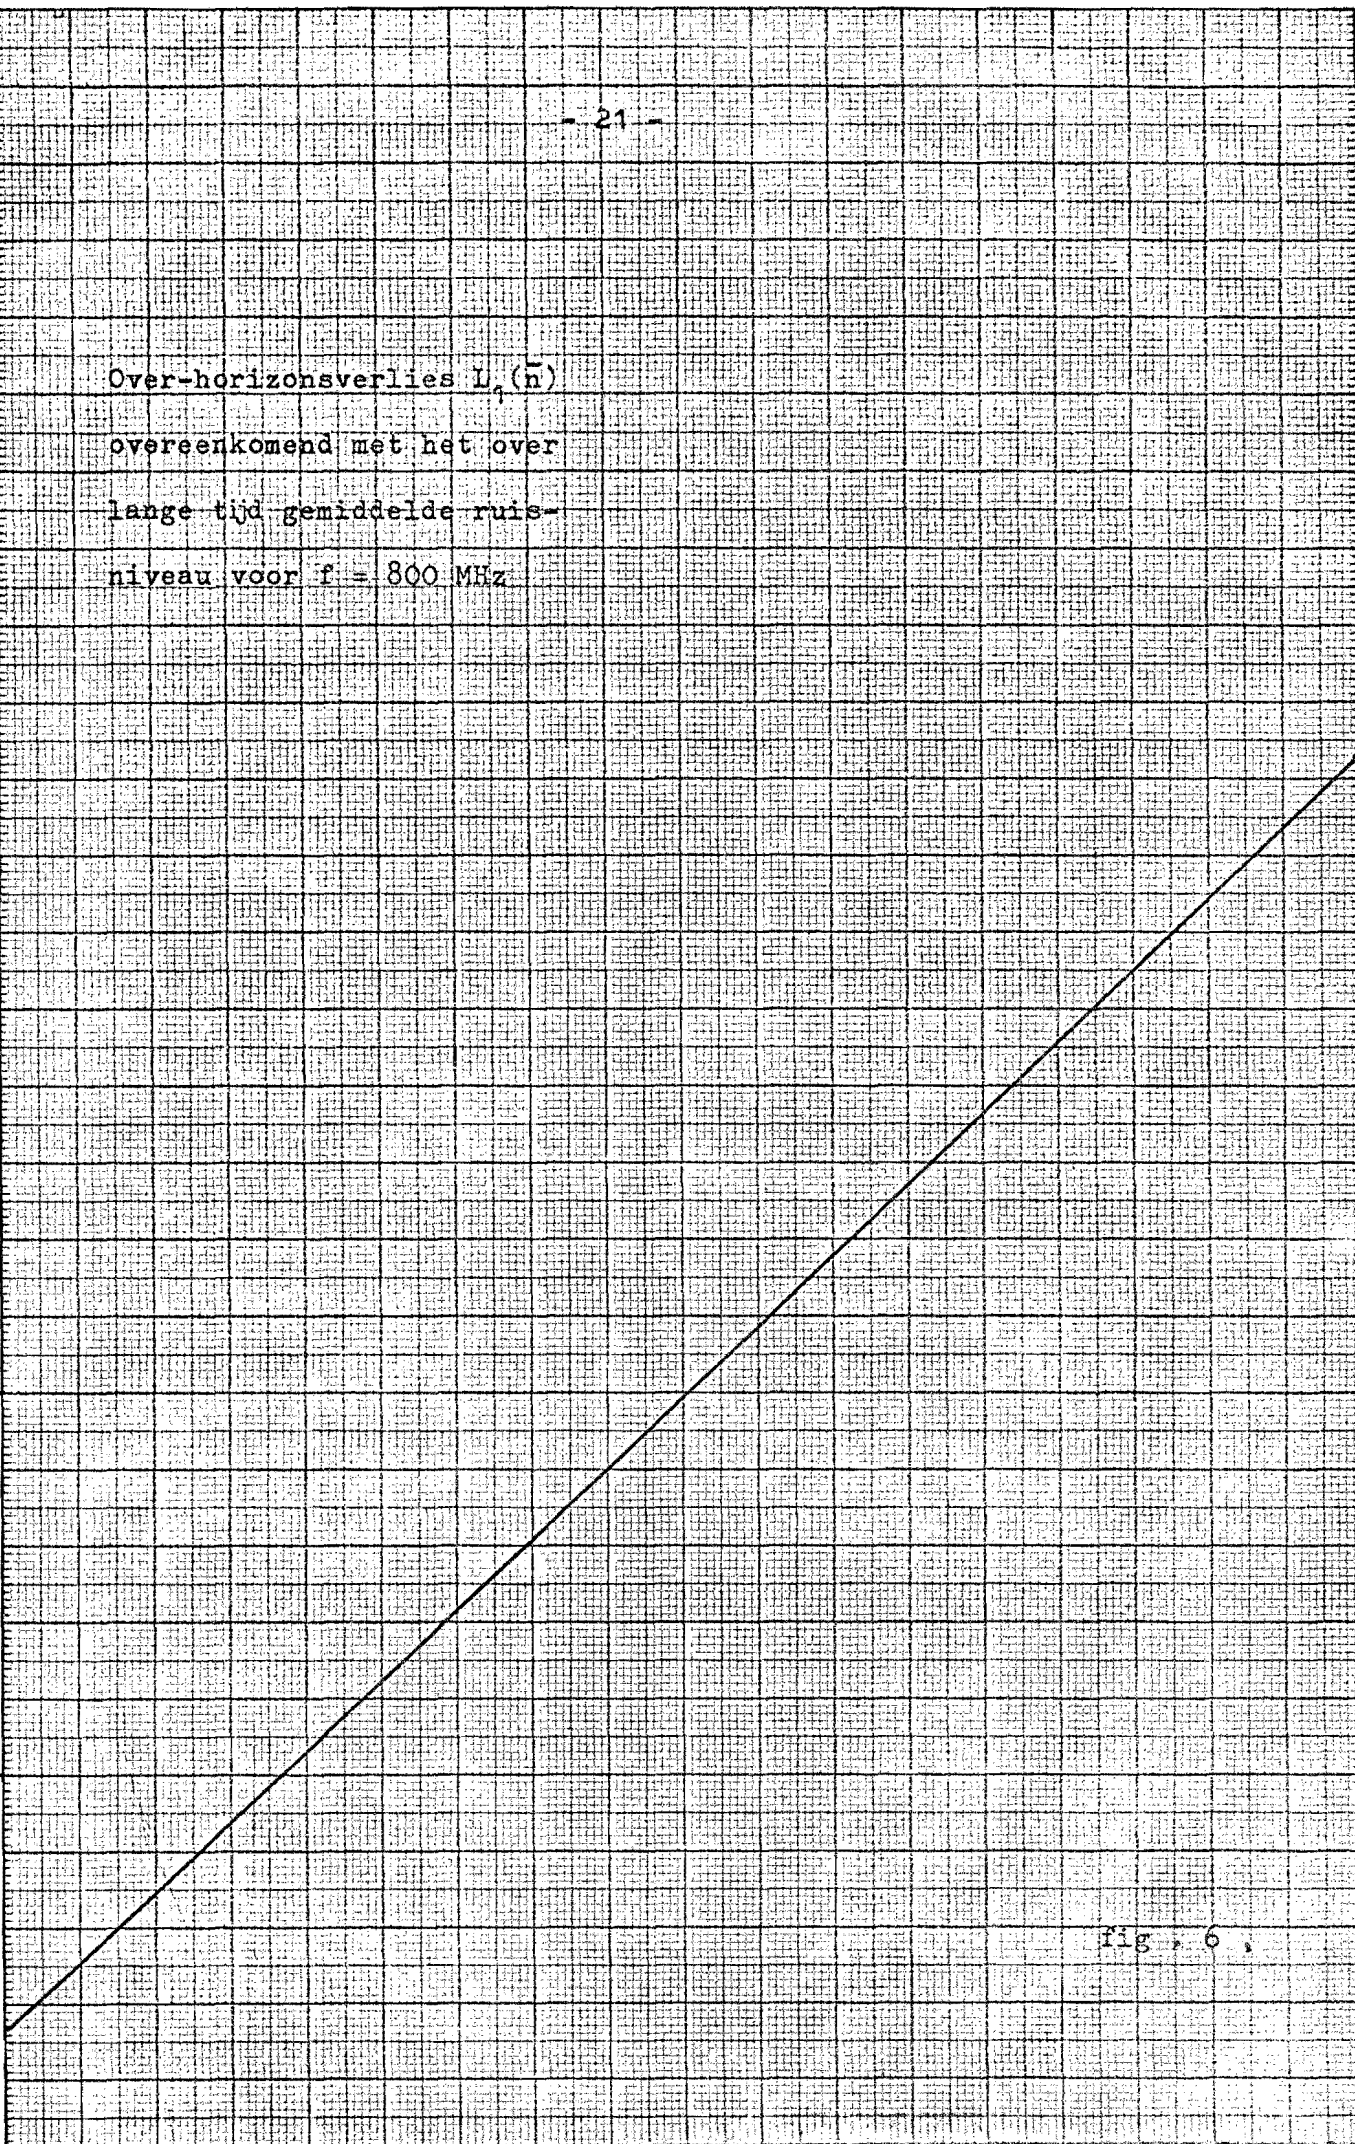 - 21 -
Over-horizonsverlies L₁(n̄)
overeenkomend met het over
lange tijd gemiddelde ruis-
niveau voor f = 800 MHz
fig. 6.